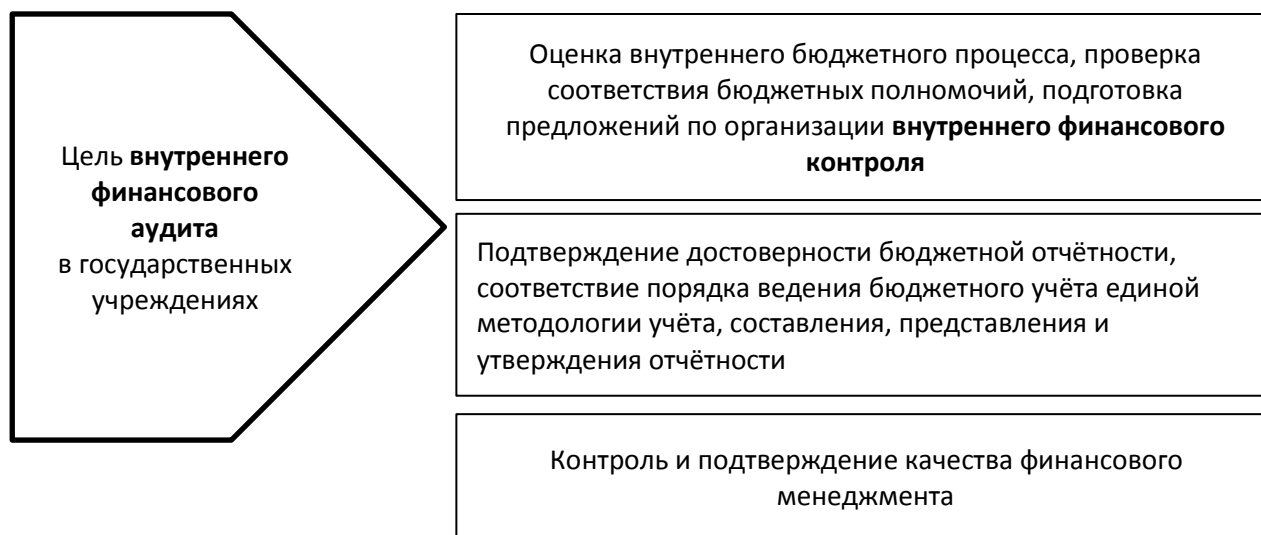 Цель внутреннего
финансового
аудита
в государственных
учреждениях
Оценка внутреннего бюджетного процесса, проверка
соответствия бюджетных полномочий, подготовка
предложений по организации внутреннего финансового
контроля
Подтверждение достоверности бюджетной отчётности,
соответствие порядка ведения бюджетного учёта единой
методологии учёта, составления, представления и
утверждения отчётности
Контроль и подтверждение качества финансового
менеджмента